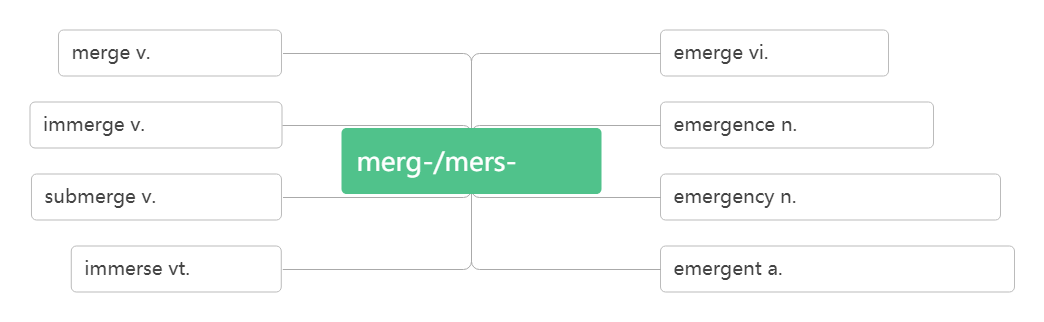 merge v.
immerge v.
submerge v.
immerse vt.
merg-/mers-
emerge vi.
emergence n.
emergency n.
emergent a.